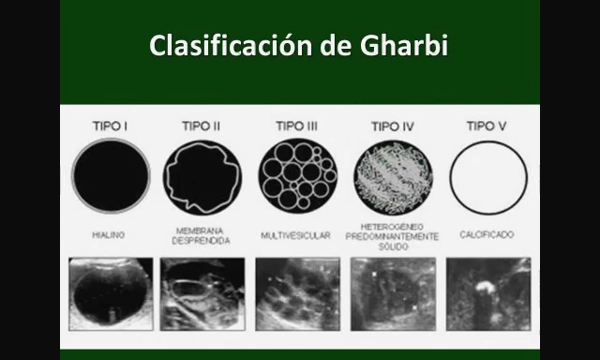 Clasificación de Gharbi
TIPO I
TIPO II
TIPO III
TIPO IV
TIPO V
HIALINO
MEMBRANA
DESPRENDIDA
MULTIVESICULAR
HETEROGÉNEO
PREDOMINANTEMENTE
SÓLIDO
CALCIFICADO